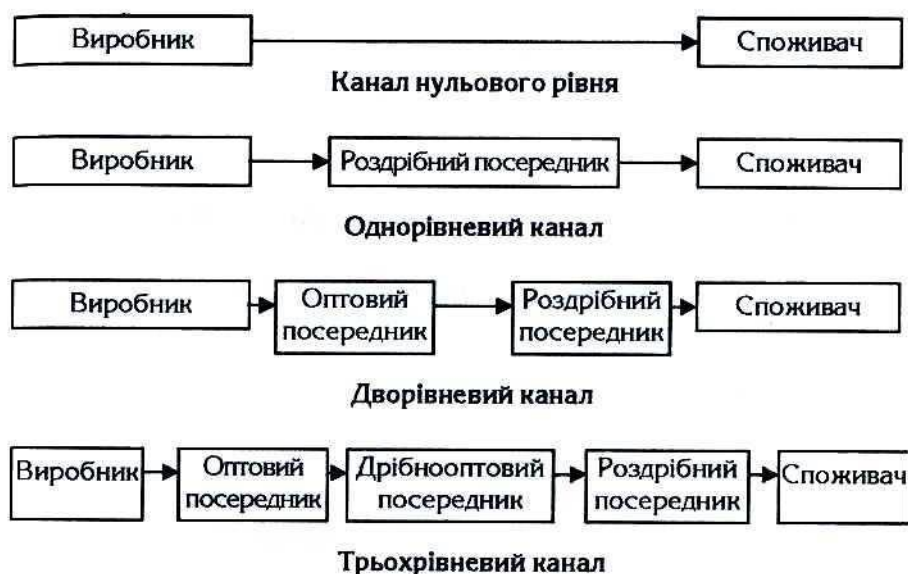 Виробник Споживач
Канал нульового рівня
Виробник Роздрібний посередник Споживач
Однорівневий канал
Виробник Оптовий посередник Роздрібний посередник Споживач
Дворівневий канал
Виробник Оптовий посередник Дрібнооптовий посередник Роздрібний посередник Споживач
Трьохрівневий канал